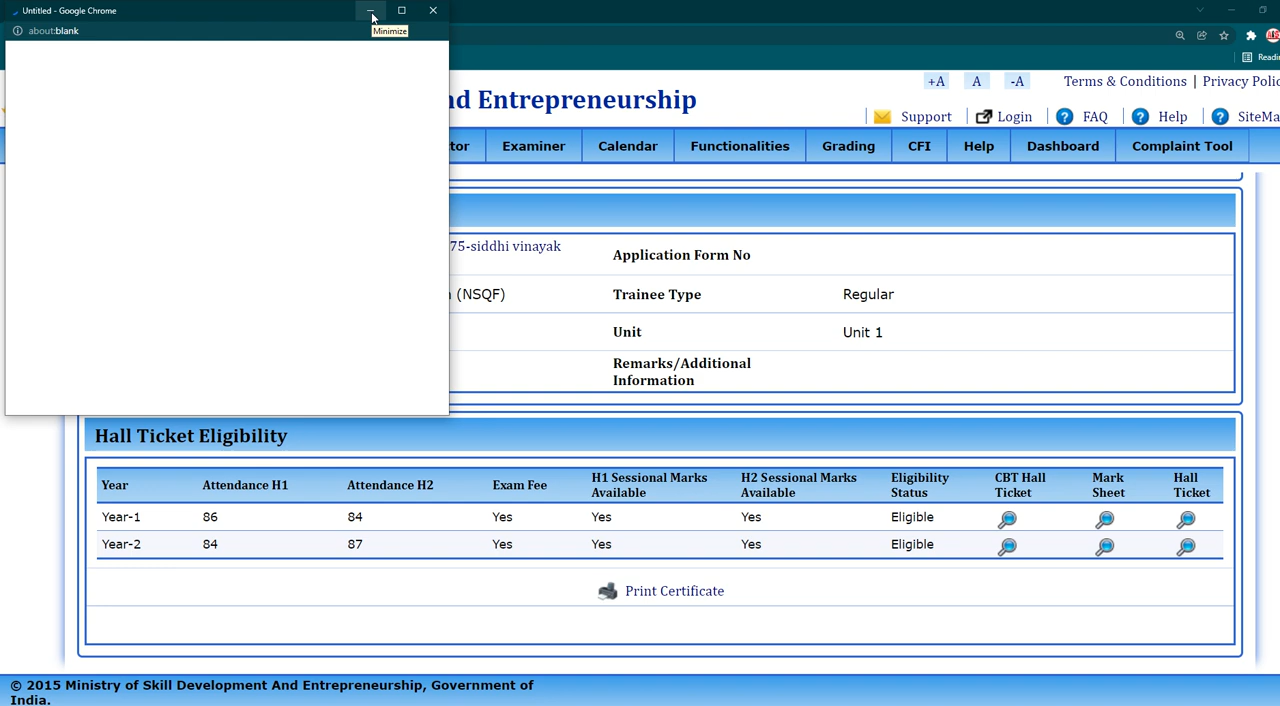 Untitled - Google Chrome
about:blank
Minimize
+A A -A Terms & Conditions | Privacy Polic
nd Entrepreneurship
Support Login FAQ Help SiteMa
tor Examiner Calendar Functionalities Grading CFI Help Dashboard Complaint Tool
75-siddhi vinayak Application Form No
(NSQF) Trainee Type Regular
Unit Unit 1
Remarks/Additional
Information
Hall Ticket Eligibility
Year Attendance H1 Attendance H2 Exam Fee H1 Sessional Marks Available H2 Sessional Marks Available Eligibility Status CBT Hall Ticket Mark Sheet Hall Ticket
Year-1 86 84 Yes Yes Yes Eligible
Year-2 84 87 Yes Yes Yes Eligible
Print Certificate
© 2015 Ministry of Skill Development And Entrepreneurship, Government of
India.